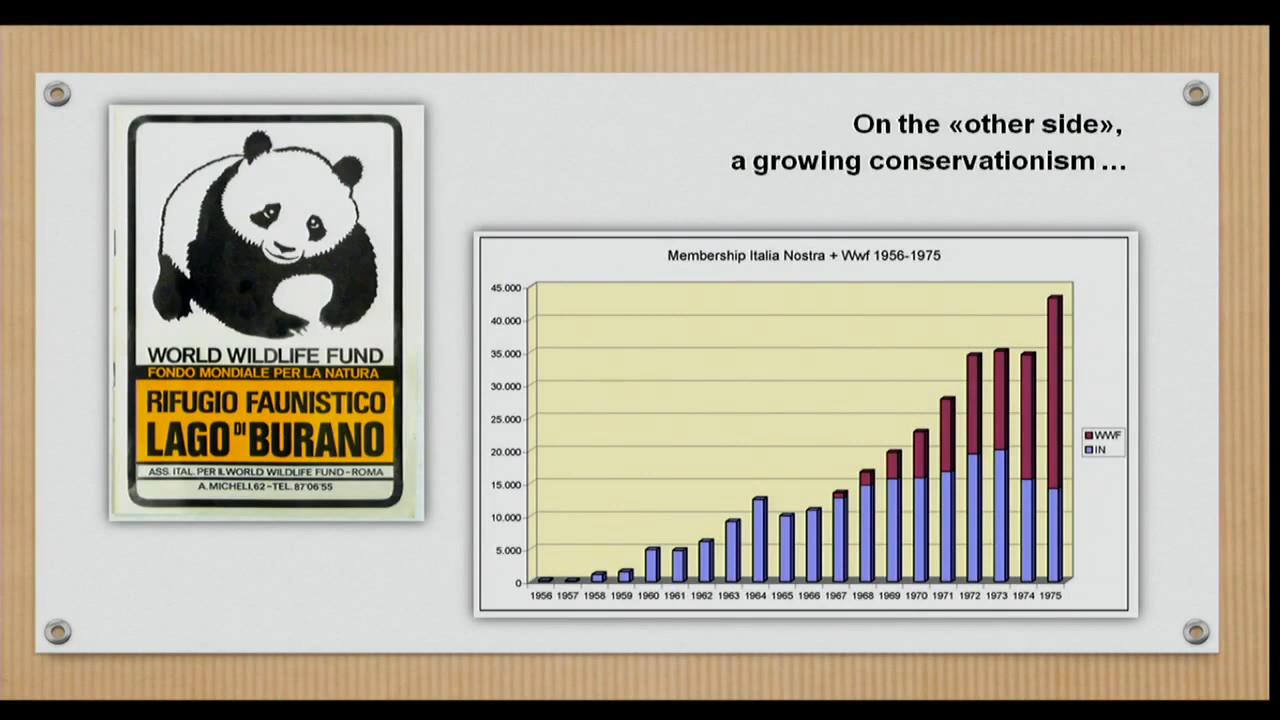 On the «other side»,
a growing conservationism ...
WORLD WILDLIFE FUND
FONDO MONDIALE PER LA NATURA
RIFUGIO FAUNISTICO
LAGO DI BURANO
ASS. ITAL. PER IL WORLD WILDLIFE FUND - ROMA
A. MICHELI, 62 - TEL. 87'06'55
Membership Italia Nostra + Wwf 1956-1975
45.000
40.000
35.000
30.000
25.000
20.000
15.000
10.000
5.000
0
1956 1957 1958 1959 1960 1961 1962 1963 1964 1965 1966 1967 1968 1969 1970 1971 1972 1973 1974 1975
WWF
IN